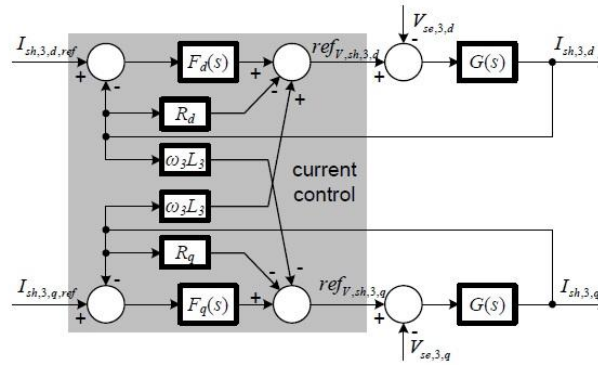 V_{se,3,d}
I_{sh,3,d,ref} F_d(s) ref_{V,sh,3,d} G(s) I_{sh,3,d}
+ - + - + + -
R_d
ω_3L_3
current
control
ω_3L_3
R_q
I_{sh,3,q,ref} F_q(s) ref_{V,sh,3,q} G(s) I_{sh,3,q}
+ - + - - + -
V_{se,3,q}